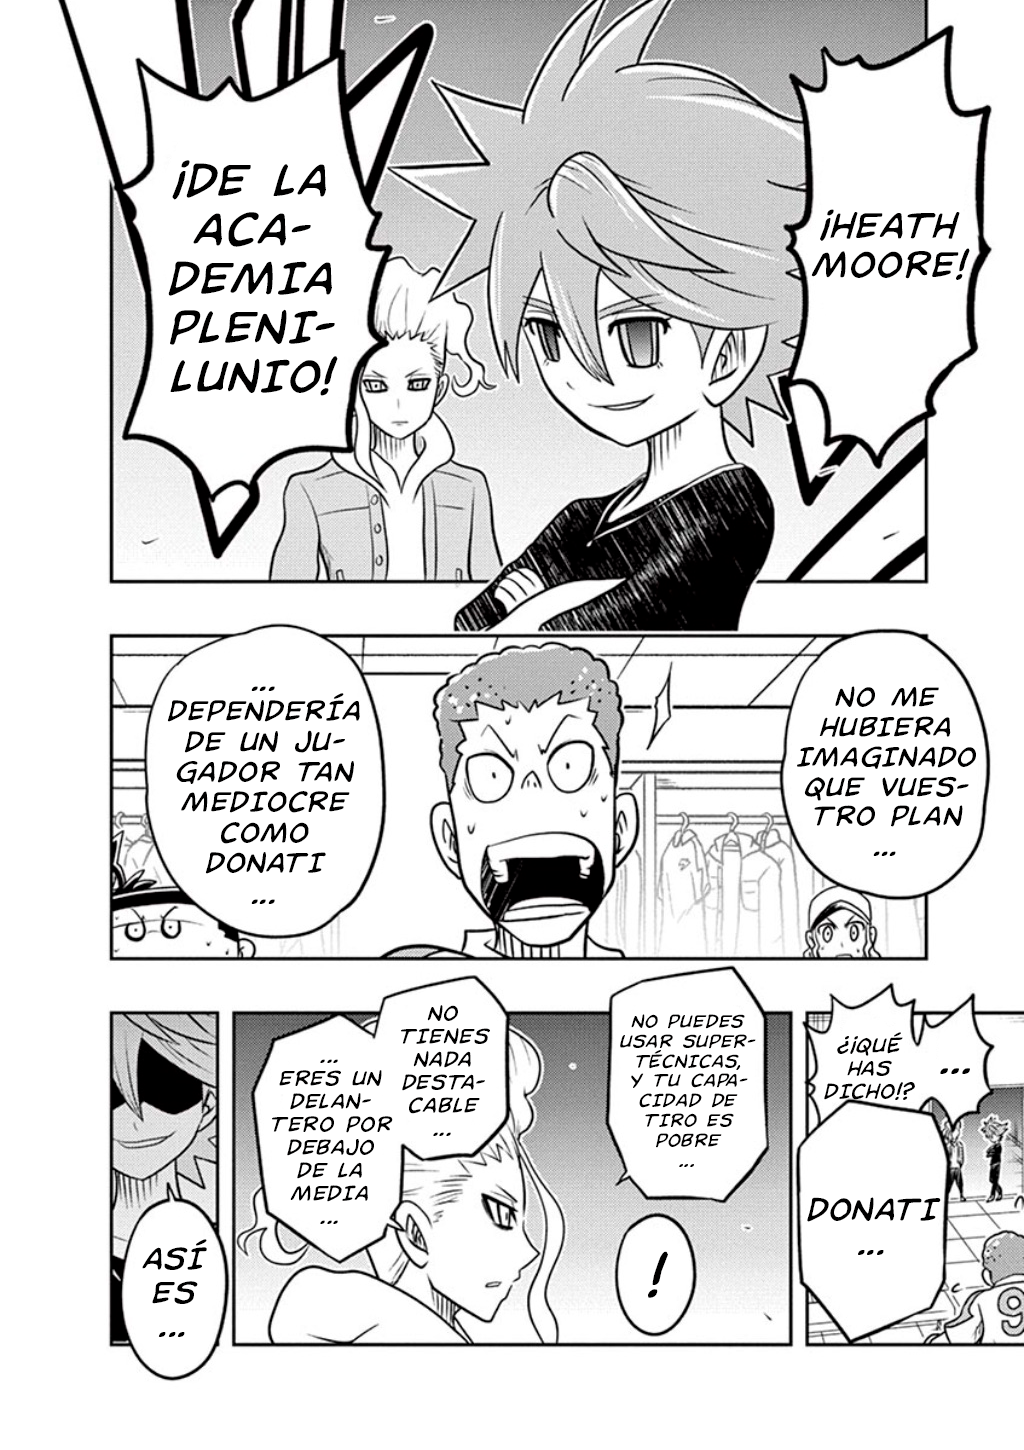 ¡HEATH
MOORE!
¡DE LA
ACA-
DEMIA
PLENI-
LUNIO!
NO ME
HUBIERA
IMAGINADO
QUE VUES-
TRO PLAN
...
...
DEPENDERÍA
DE UN JU-
GADOR TAN
MEDIOCRE
COMO
DONATI
...
¿¡QUÉ
HAS
DICHO!?
...
DONATI
...
NO PUEDES
USAR SUPER-
TÉCNICAS,
Y TU CAPA-
CIDAD DE
TIRO ES
POBRE
...
!
NO
TIENES
NADA
DESTA-
CABLE
...
...
ERES UN
DELAN-
TERO POR
DEBAJO
DE LA
MEDIA
...
ASÍ
ES
...
9